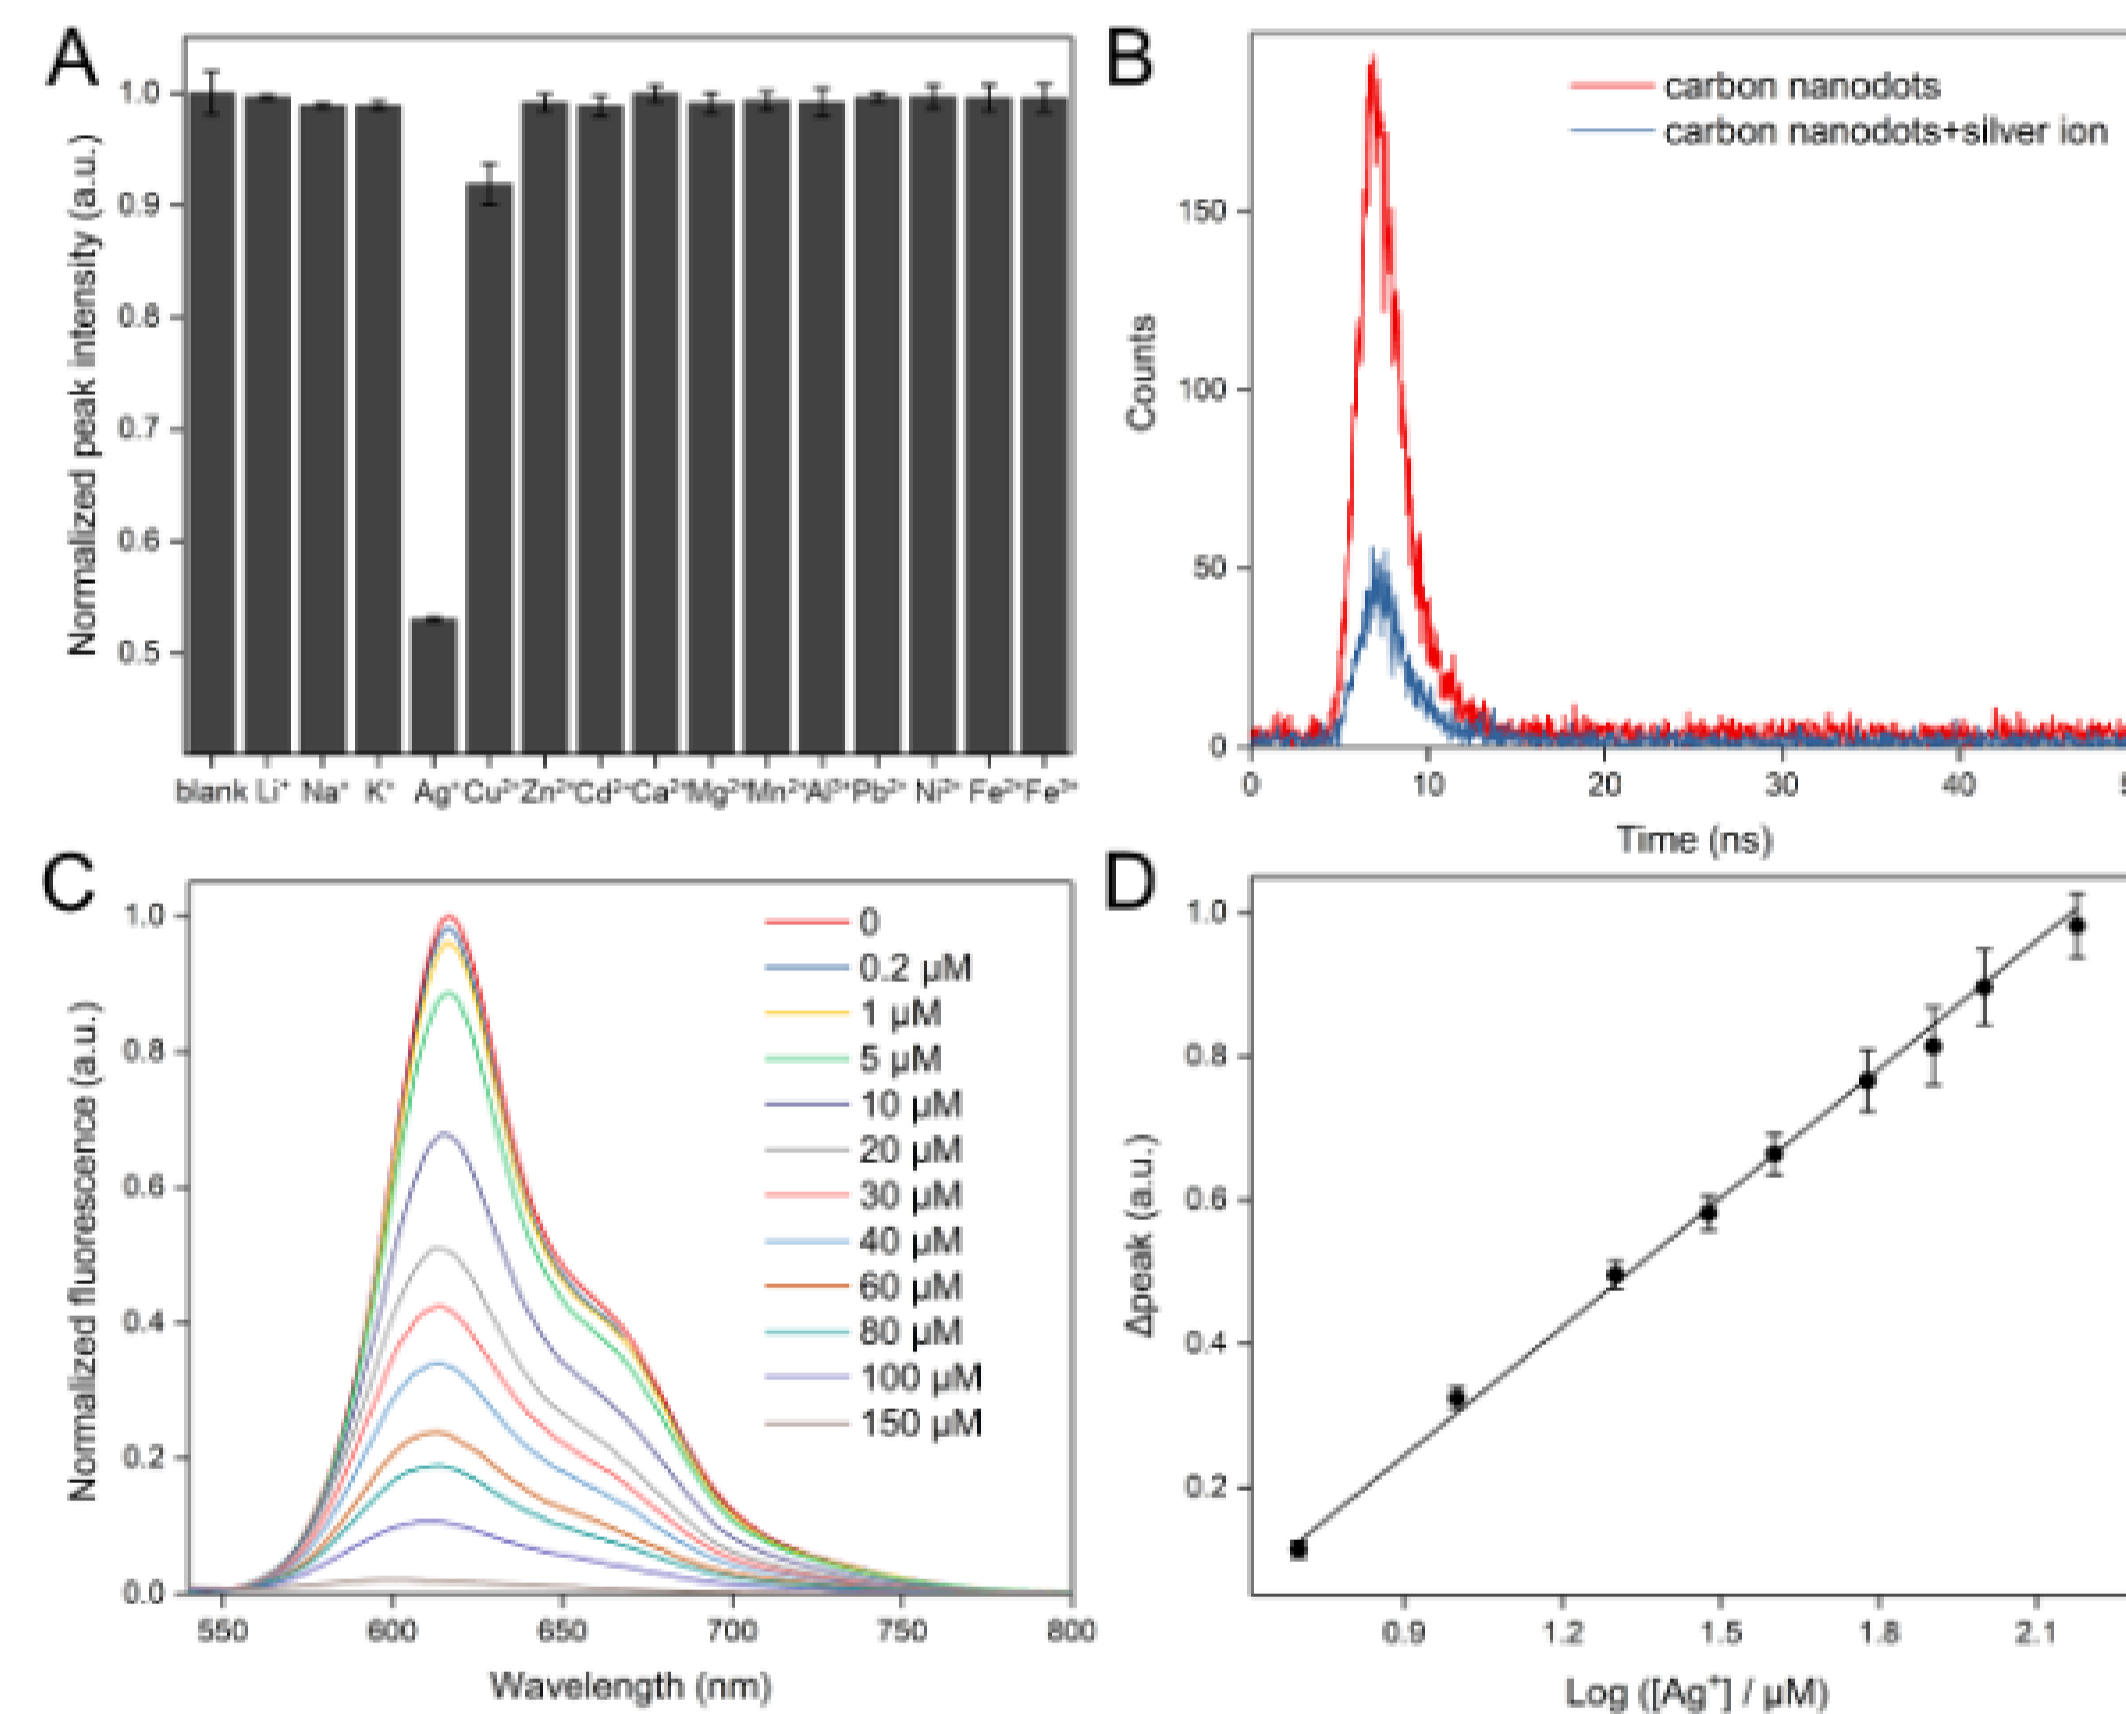 A
Normalized peak intensity (a.u.)
1.0
0.9
0.8
0.7
0.6
0.5
blank Li⁺ Na⁺ K⁺ Ag⁺ Cu²⁺ Zn²⁺ Cd²⁺ Ca²⁺ Mg²⁺ Mn²⁺ Al³⁺ Pb²⁺ Ni²⁺ Fe²⁺ Fe³⁺
B
carbon nanodots
carbon nanodots+silver ion
Counts
150
100
50
0
0 10 20 30 40
Time (ns)
C
Normalized fluorescence (a.u.)
1.0
0.8
0.6
0.4
0.2
0.0
0
0.2 μM
1 μM
5 μM
10 μM
20 μM
30 μM
40 μM
60 μM
80 μM
100 μM
150 μM
550 600 650 700 750 800
Wavelength (nm)
D
Δpeak (a.u.)
1.0
0.8
0.6
0.4
0.2
0.9 1.2 1.5 1.8 2.1
Log ([Ag⁺] / μM)